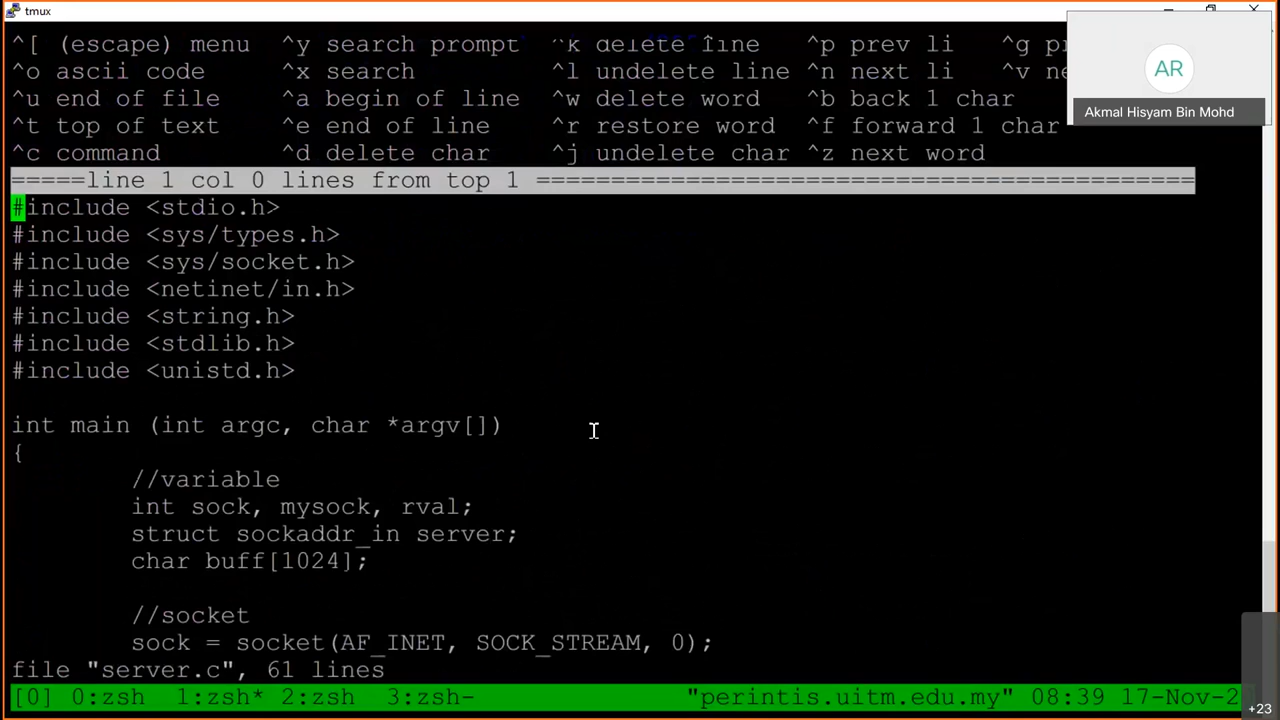 tmux
^[ (escape) menu ^y search prompt ^k delete line ^p prev li ^g
^o ascii code ^x search ^l undelete line ^n next li ^v
^u end of file ^a begin of line ^w delete word ^b back 1 char
^t top of text ^e end of line ^r restore word ^f forward 1 char
^c command ^d delete char ^j undelete char ^z next word
AR
Akmal Hisyam Bin Mohd
=====line 1 col 0 lines from top 1 ============================================
#include <stdio.h>
#include <sys/types.h>
#include <sys/socket.h>
#include <netinet/in.h>
#include <string.h>
#include <stdlib.h>
#include <unistd.h>
int main (int argc, char *argv[])
{
//variable
int sock, mysock, rval;
struct sockaddr_in server;
char buff[1024];
//socket
sock = socket(AF_INET, SOCK_STREAM, 0);
file "server.c", 61 lines
[0] 0:zsh 1:zsh* 2:zsh 3:zsh- "perintis.uitm.edu.my" 08:39 17-Nov-2
+23